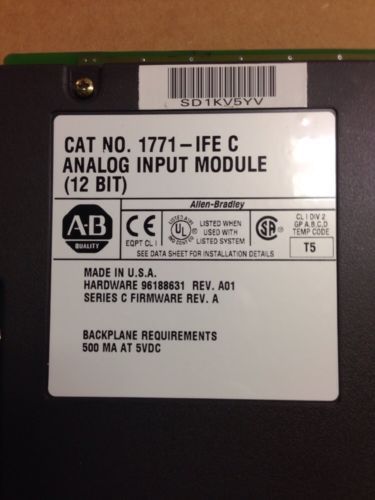 SD1KV5YV
CAT NO. 1771-IFE C
ANALOG INPUT MODULE
(12 BIT)
Allen-Bradley
A-B
QUALITY
CE
EQPT CL I
UL
LISTED WHEN
USED WITH
LISTED SYSTEM
SA
CL I DIV 2
GP A,B,C,D
TEMP CODE
T5
SEE DATA SHEET FOR INSTALLATION DETAILS.
MADE IN U.S.A.
HARDWARE 96188631 REV. A01
SERIES C FIRMWARE REV. A
BACKPLANE REQUIREMENTS
500 MA AT 5VDC